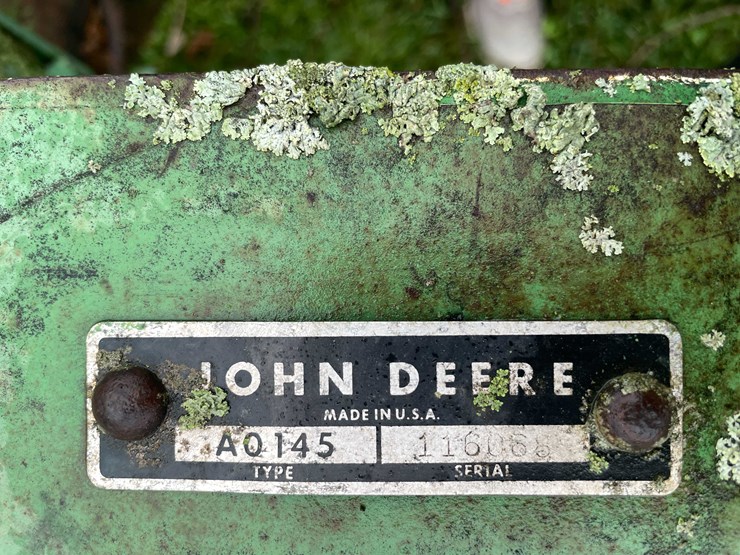 JOHN DEERE
MADE IN U.S.A.
A0145
TYPE SERIAL